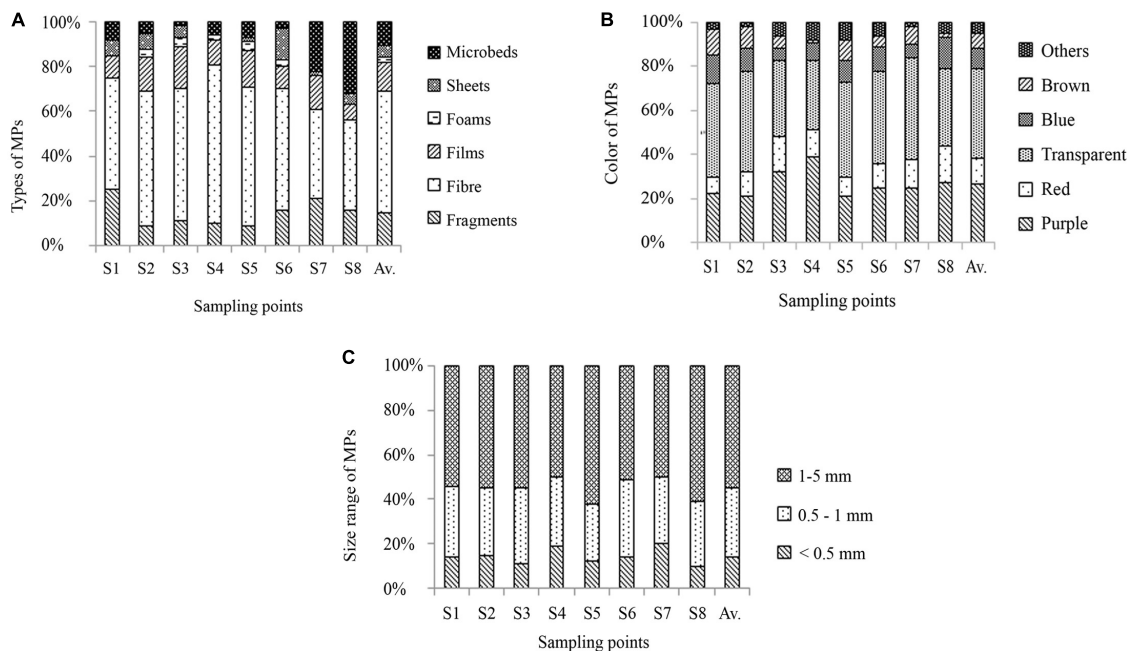 A
Types of MPs
100%
80%
60%
40%
20%
0%
S1 S2 S3 S4 S5 S6 S7 S8 Av.
Sampling points
Microbeds
Sheets
Foams
Films
Fibre
Fragments
B
Color of MPs
100%
80%
60%
40%
20%
0%
S1 S2 S3 S4 S5 S6 S7 S8 Av.
Sampling points
Others
Brown
Blue
Transparent
Red
Purple
C
Size range of MPs
100%
80%
60%
40%
20%
0%
S1 S2 S3 S4 S5 S6 S7 S8 Av.
Sampling points
1-5 mm
0.5 - 1 mm
< 0.5 mm